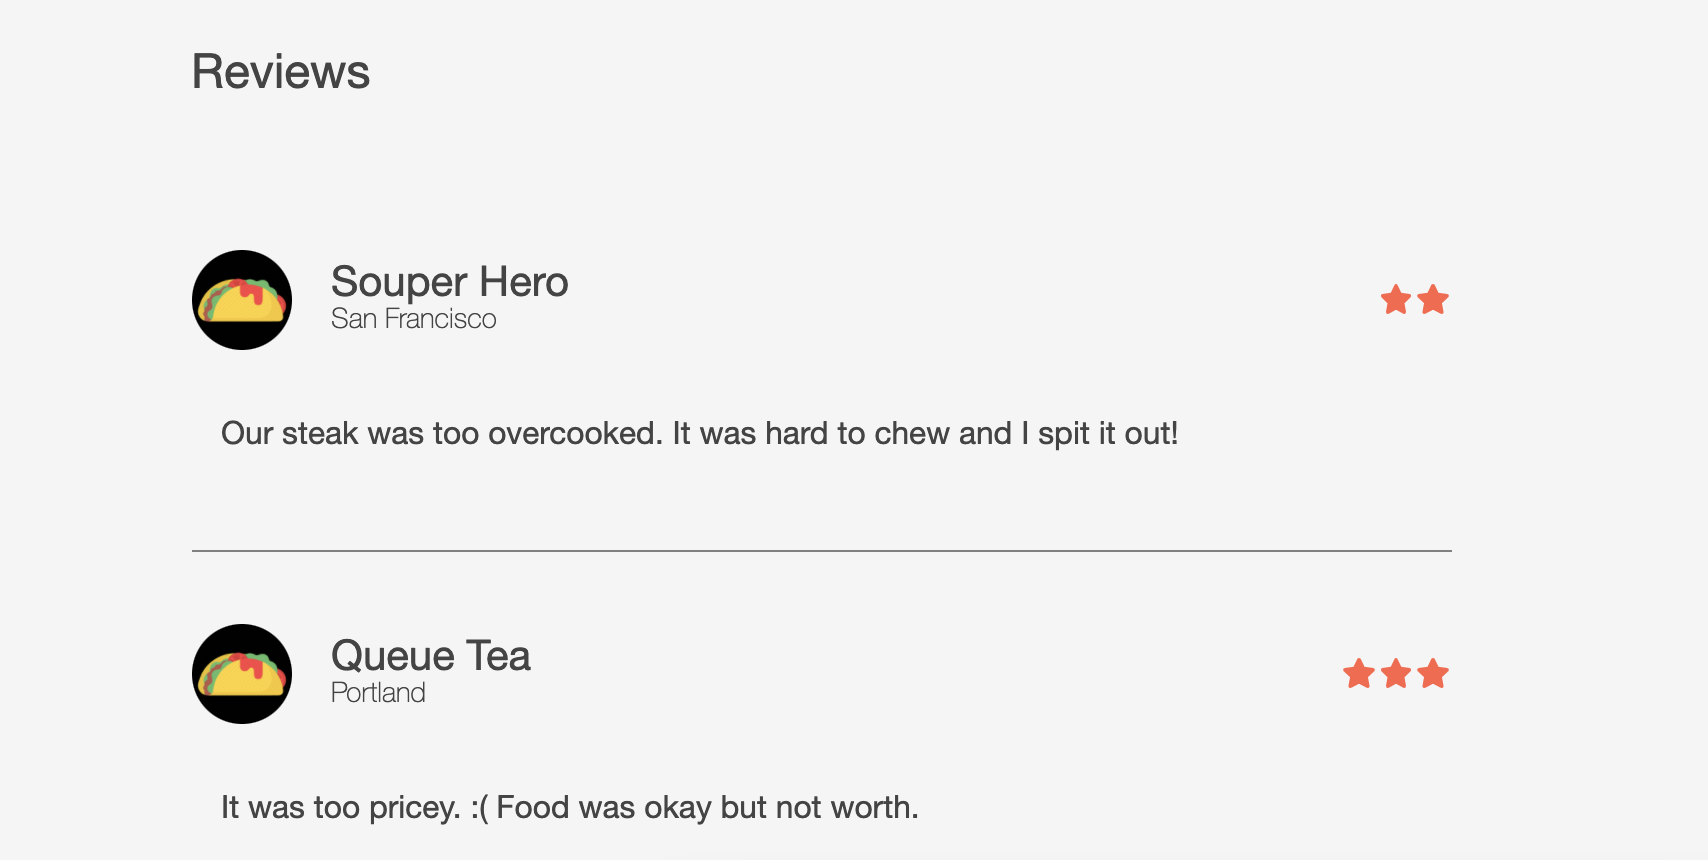 Reviews
Souper Hero
San Francisco
Our steak was too overcooked. It was hard to chew and I spit it out!
Queue Tea
Portland
It was too pricey. :( Food was okay but not worth.